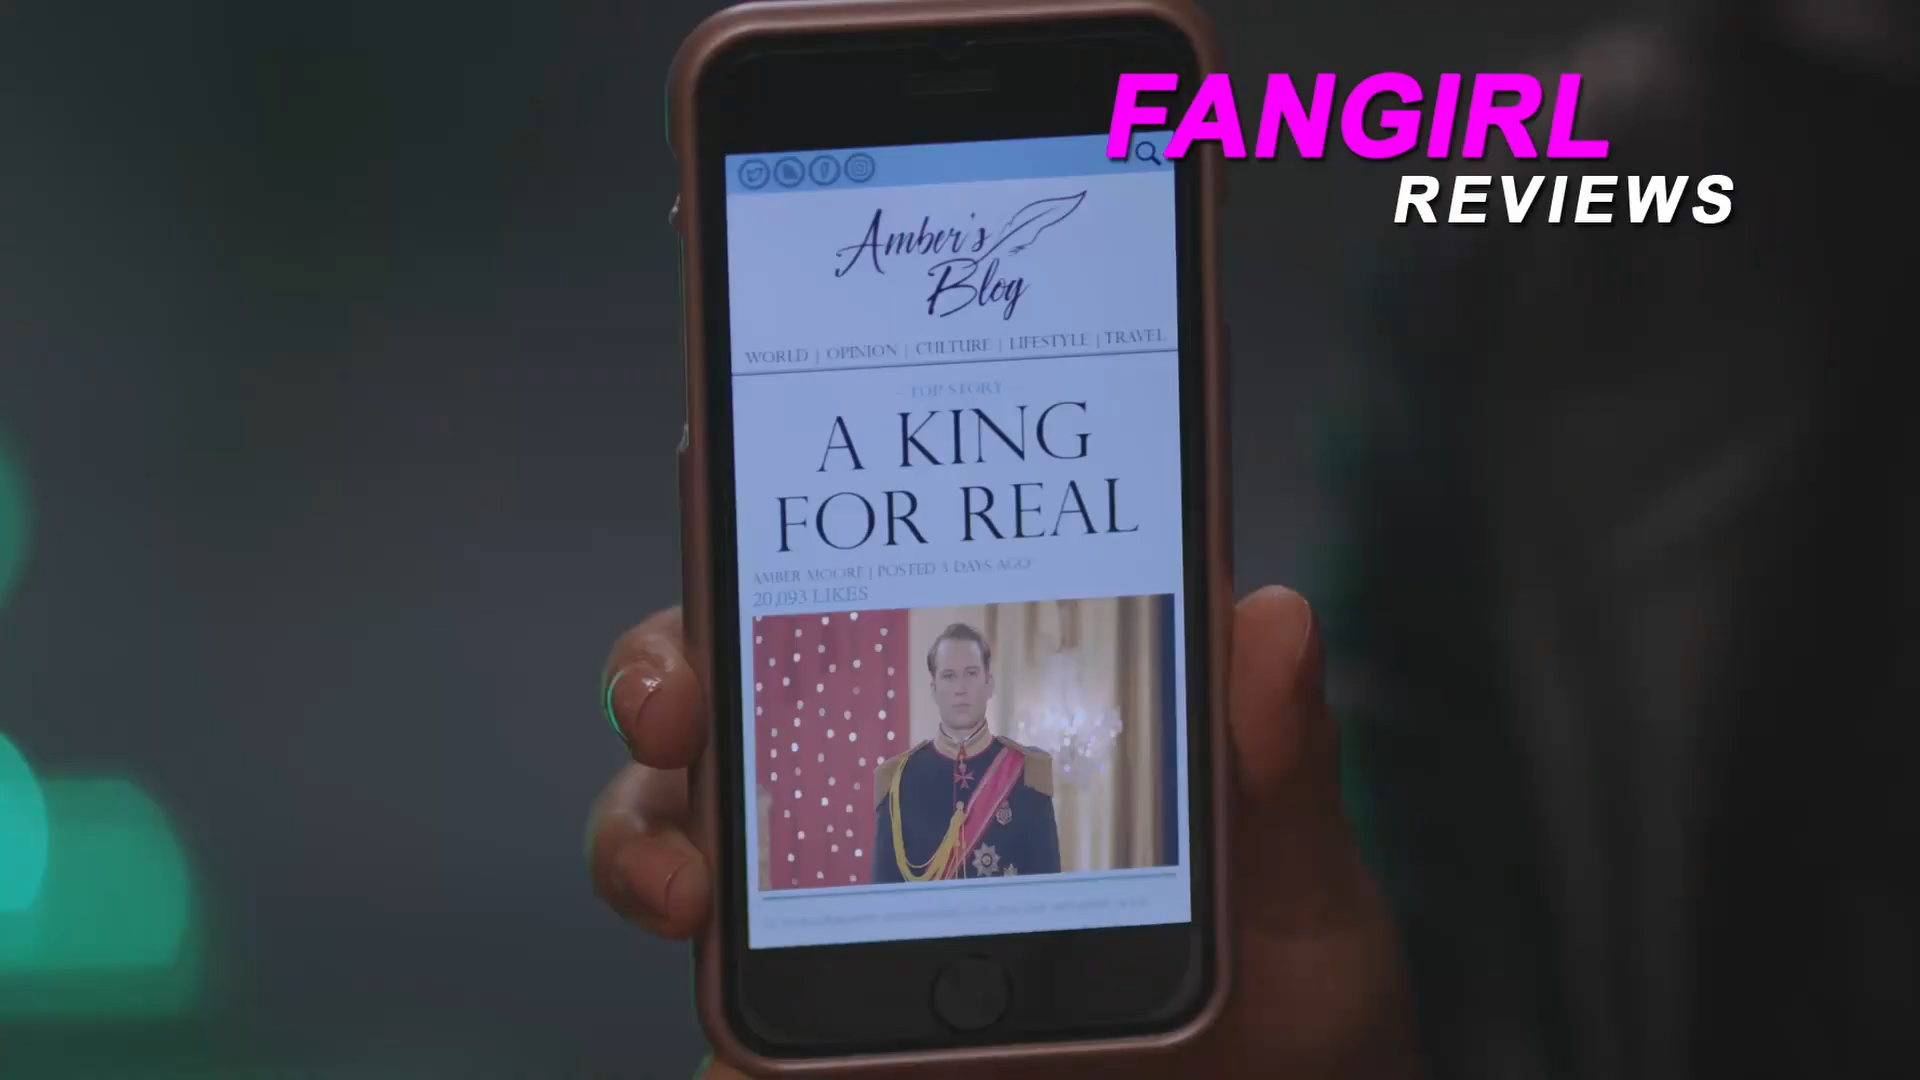 FANGIRL
REVIEWS
Amber's
Blog
WORLD | OPINION | CULTURE | LIFESTYLE | TRAVEL
- TOP STORY -
A KING
FOR REAL
AMBER MOORE | POSTED 3 DAYS AGO
20,093 LIKES